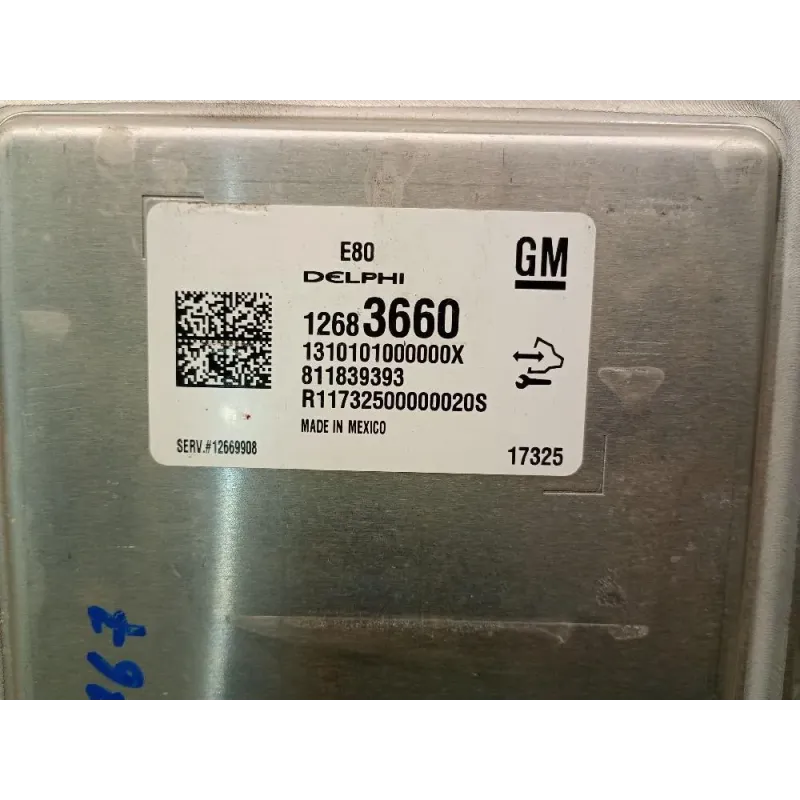 E80
GM
DELPHI
1268 3660
1310101000000X
811839393
R11732500000020S
MADE IN MEXICO
SERV.#12669908
17325